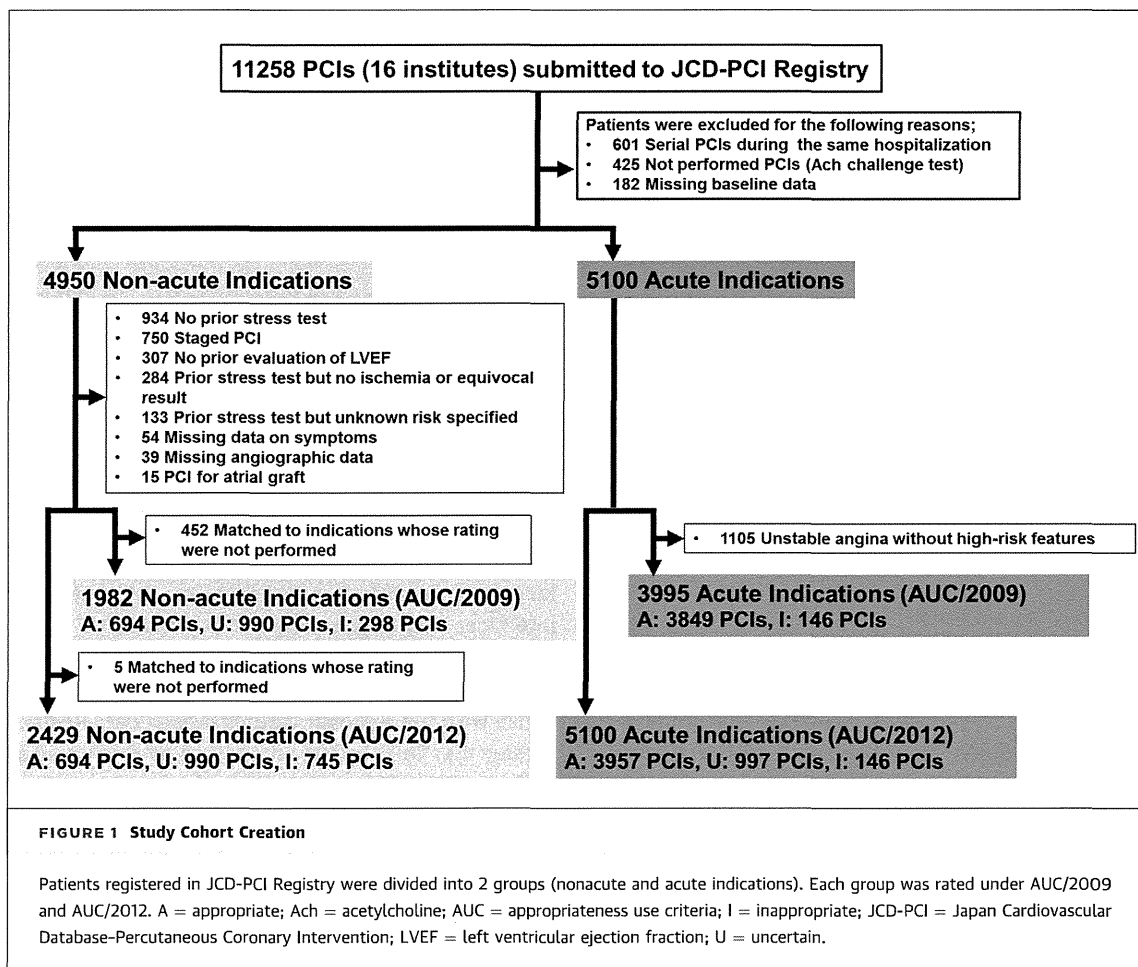 11258 PCIs (16 institutes) submitted to JCD-PCI Registry
Patients were excluded for the following reasons;
• 601 Serial PCIs during the same hospitalization
• 425 Not performed PCIs (Ach challenge test)
• 182 Missing baseline data
4950 Non-acute Indications
5100 Acute Indications
• 934 No prior stress test
• 750 Staged PCI
• 307 No prior evaluation of LVEF
• 284 Prior stress test but no ischemia or equivocal
result
• 133 Prior stress test but unknown risk specified
• 54 Missing data on symptoms
• 39 Missing angiographic data
• 15 PCI for atrial graft
• 452 Matched to indications whose rating
were not performed
• 1105 Unstable angina without high-risk features
1982 Non-acute Indications (AUC/2009)
A: 694 PCIs, U: 990 PCIs, I: 298 PCIs
3995 Acute Indications (AUC/2009)
A: 3849 PCIs, I: 146 PCIs
• 5 Matched to indications whose rating
were not performed
2429 Non-acute Indications (AUC/2012)
A: 694 PCIs, U: 990 PCIs, I: 745 PCIs
5100 Acute Indications (AUC/2012)
A: 3957 PCIs, U: 997 PCIs, I: 146 PCIs
FIGURE 1 Study Cohort Creation
Patients registered in JCD-PCI Registry were divided into 2 groups (nonacute and acute indications). Each group was rated under AUC/2009
and AUC/2012. A = appropriate; Ach = acetylcholine; AUC = appropriateness use criteria; I = inappropriate; JCD-PCI = Japan Cardiovascular
Database-Percutaneous Coronary Intervention; LVEF = left ventricular ejection fraction; U = uncertain.